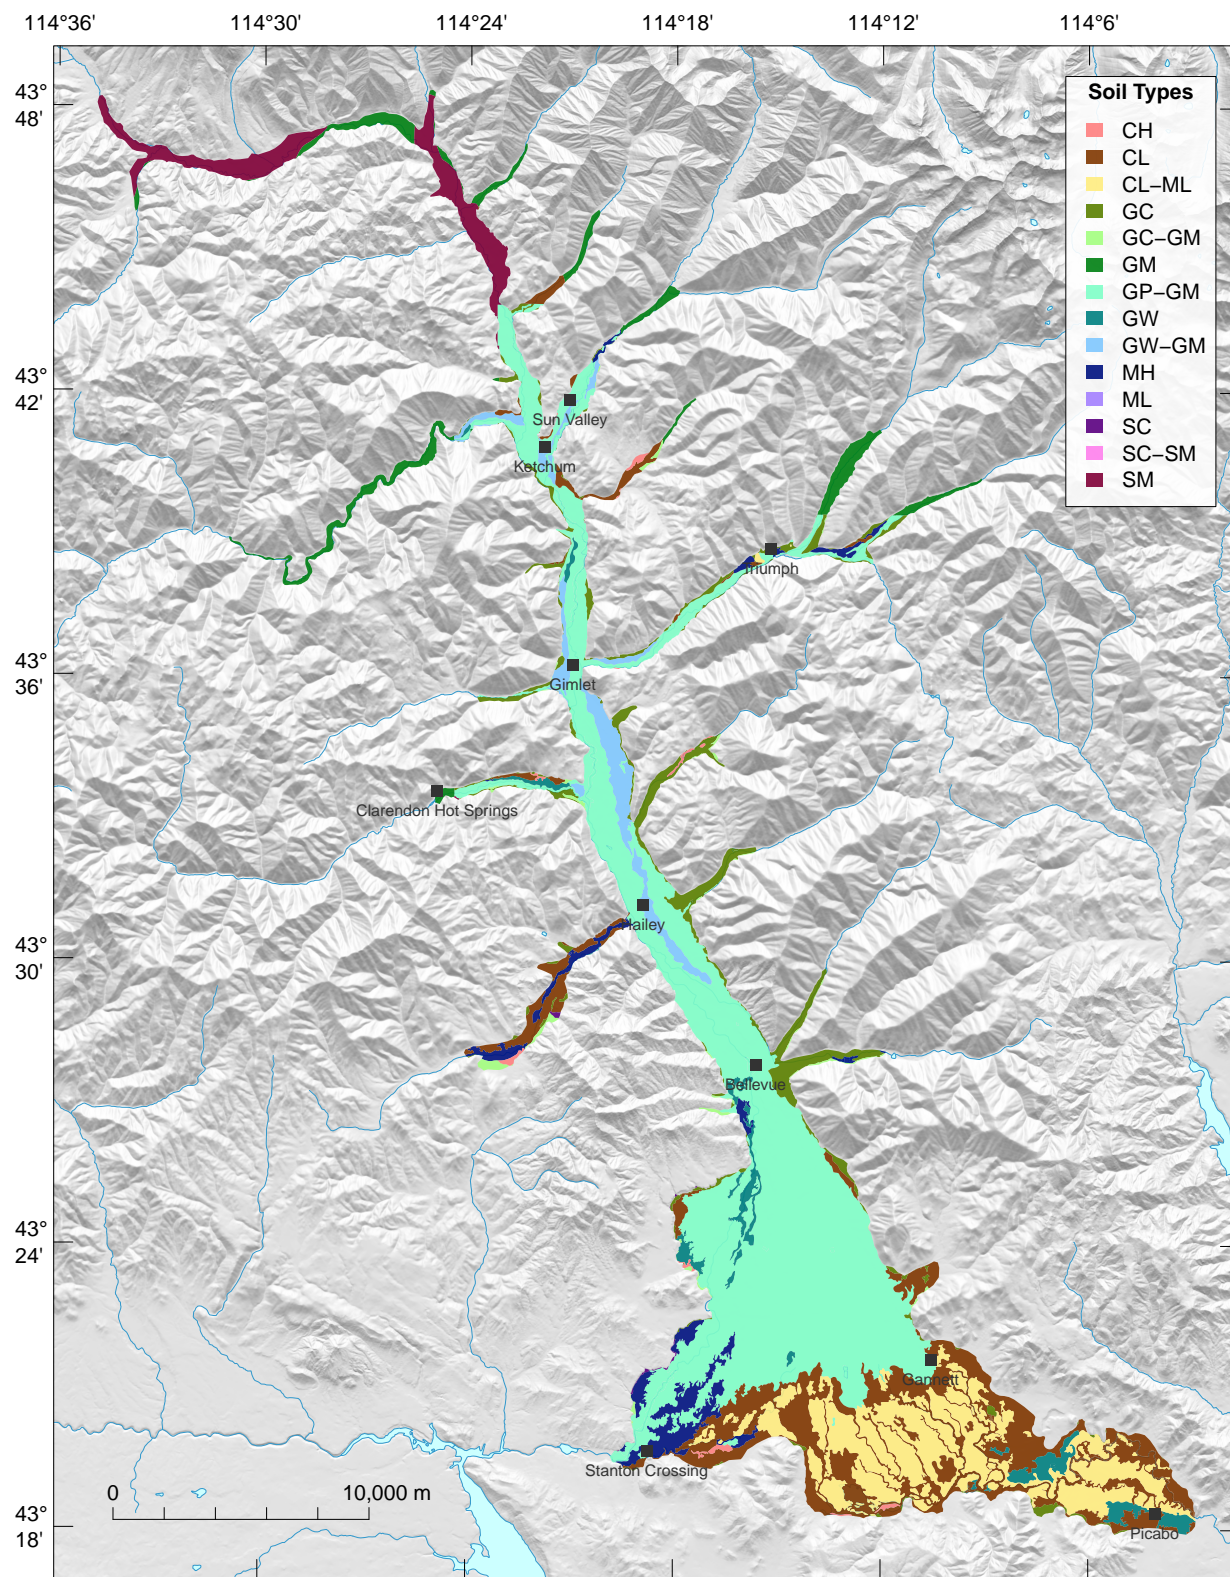 114°36' 114°30' 114°24' 114°18' 114°12' 114°6'
43°
48'
43°
42'
43°
36'
43°
30'
43°
24'
43°
18'
Soil Types
CH
CL
CL–ML
GC
GC–GM
GM
GP–GM
GW
GW–GM
MH
ML
SC
SC–SM
SM
Sun Valley
Ketchum
Triumph
Gimlet
Clarendon Hot Springs
Hailey
Bellevue
Gannett
Stanton Crossing
Picabo
0 10,000 m